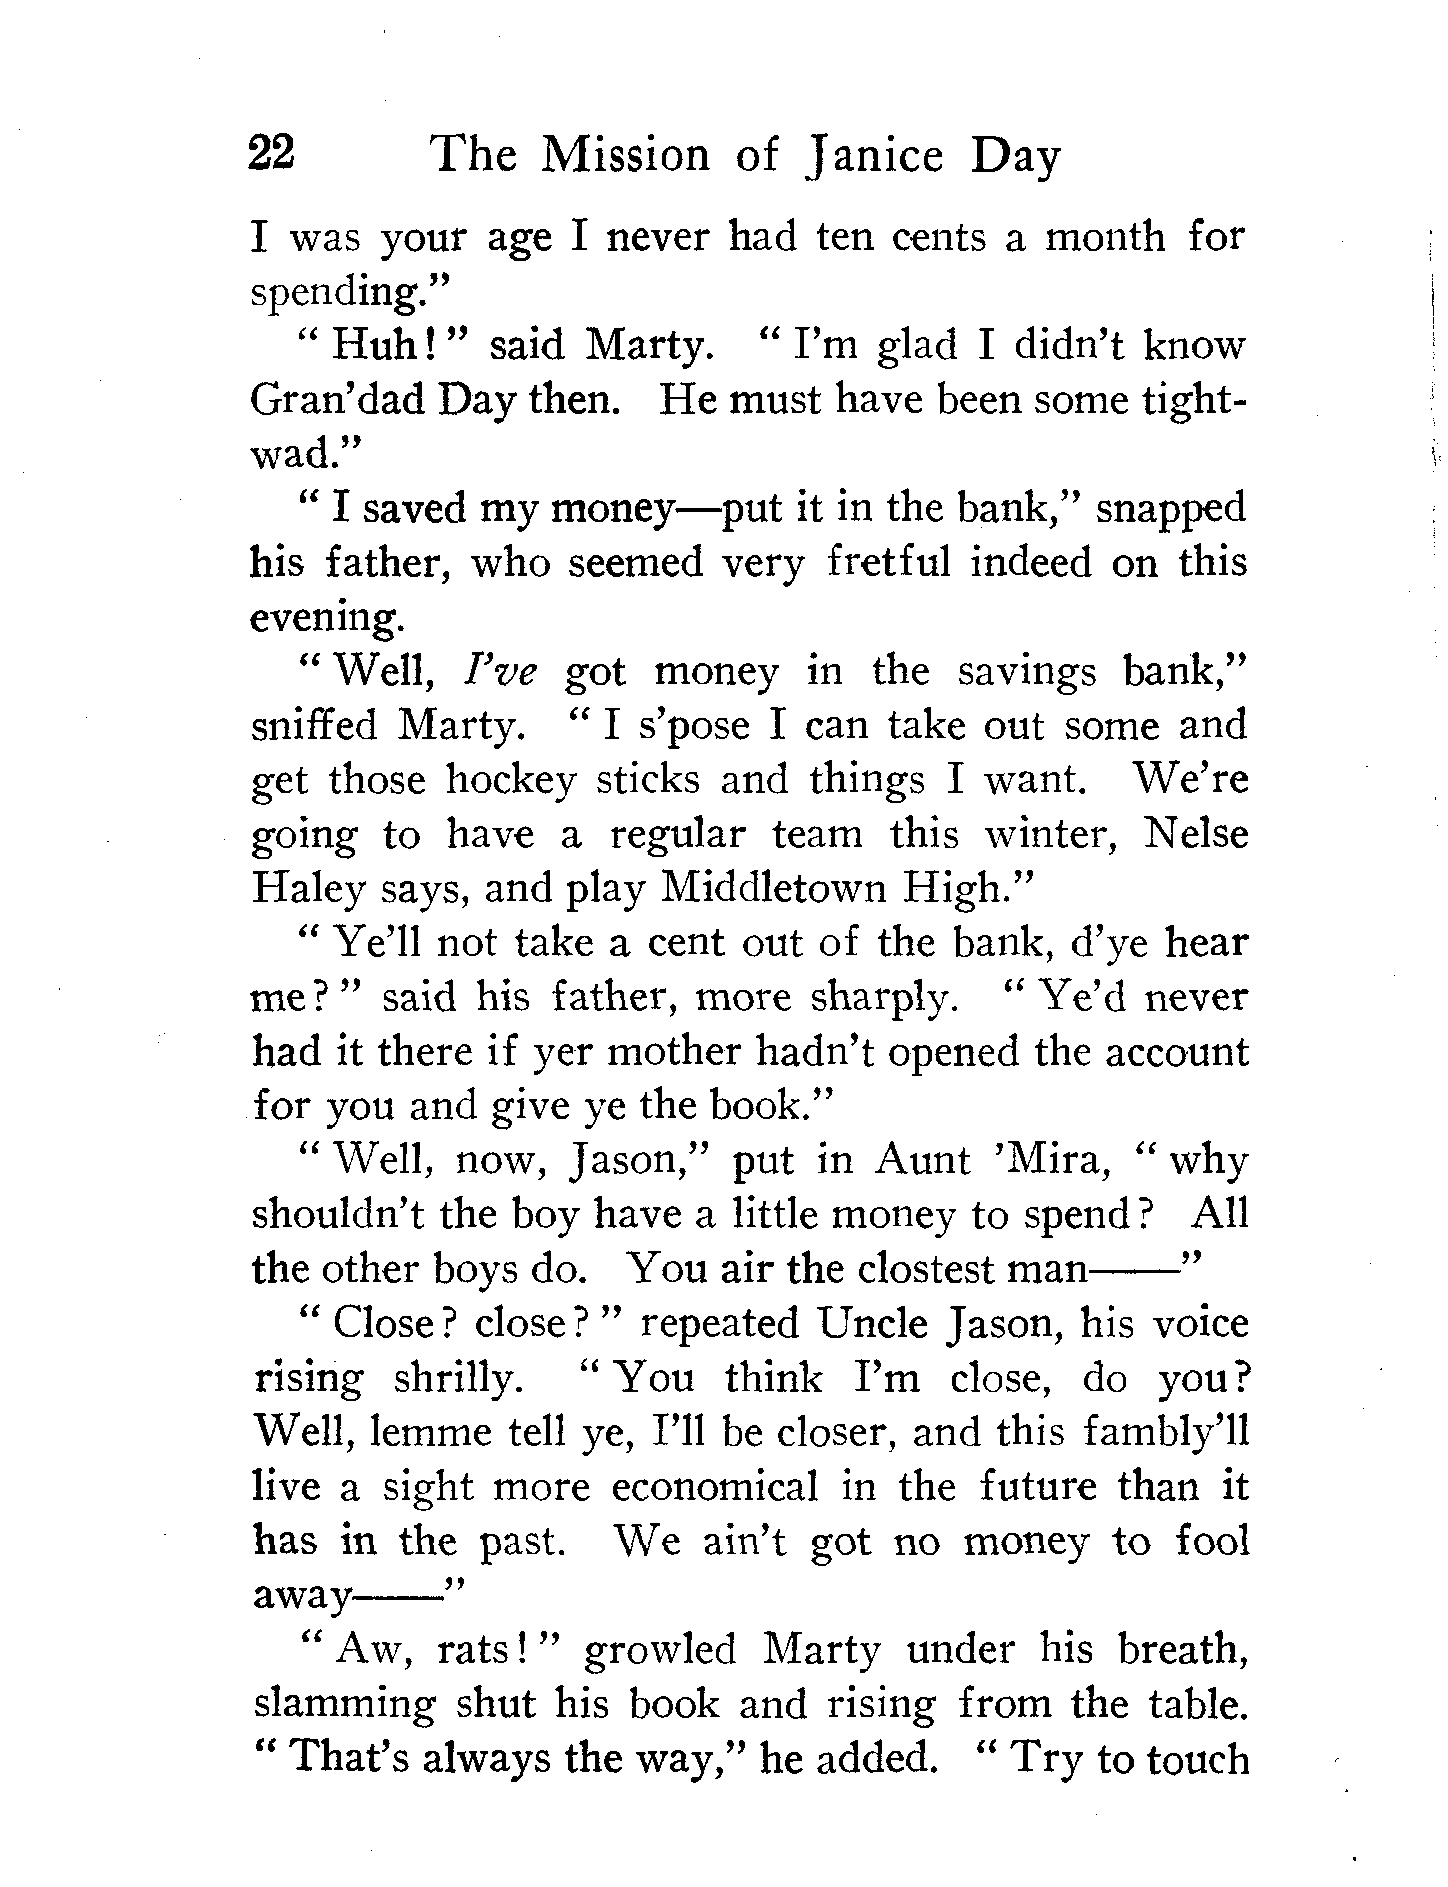 22 The Mission of Janice Day
I was your age I never had ten cents a month for
spending."
" Huh! " said Marty. " I'm glad I didn't know
Gran'dad Day then. He must have been some tight-
wad."
" I saved my money—put it in the bank," snapped
his father, who seemed very fretful indeed on this
evening.
" Well, I've got money in the savings bank,"
sniffed Marty. " I s'pose I can take out some and
get those hockey sticks and things I want. We're
going to have a regular team this winter, Nelse
Haley says, and play Middletown High."
" Ye'll not take a cent out of the bank, d'ye hear
me? " said his father, more sharply. " Ye'd never
had it there if yer mother hadn't opened the account
for you and give ye the book."
" Well, now, Jason," put in Aunt 'Mira, " why
shouldn't the boy have a little money to spend? All
the other boys do. You air the clostest man——"
" Close? close? " repeated Uncle Jason, his voice
rising shrilly. " You think I'm close, do you?
Well, lemme tell ye, I'll be closer, and this fambly'll
live a sight more economical in the future than it
has in the past. We ain't got no money to fool
away——"
" Aw, rats! " growled Marty under his breath,
slamming shut his book and rising from the table.
" That's always the way," he added. " Try to touch